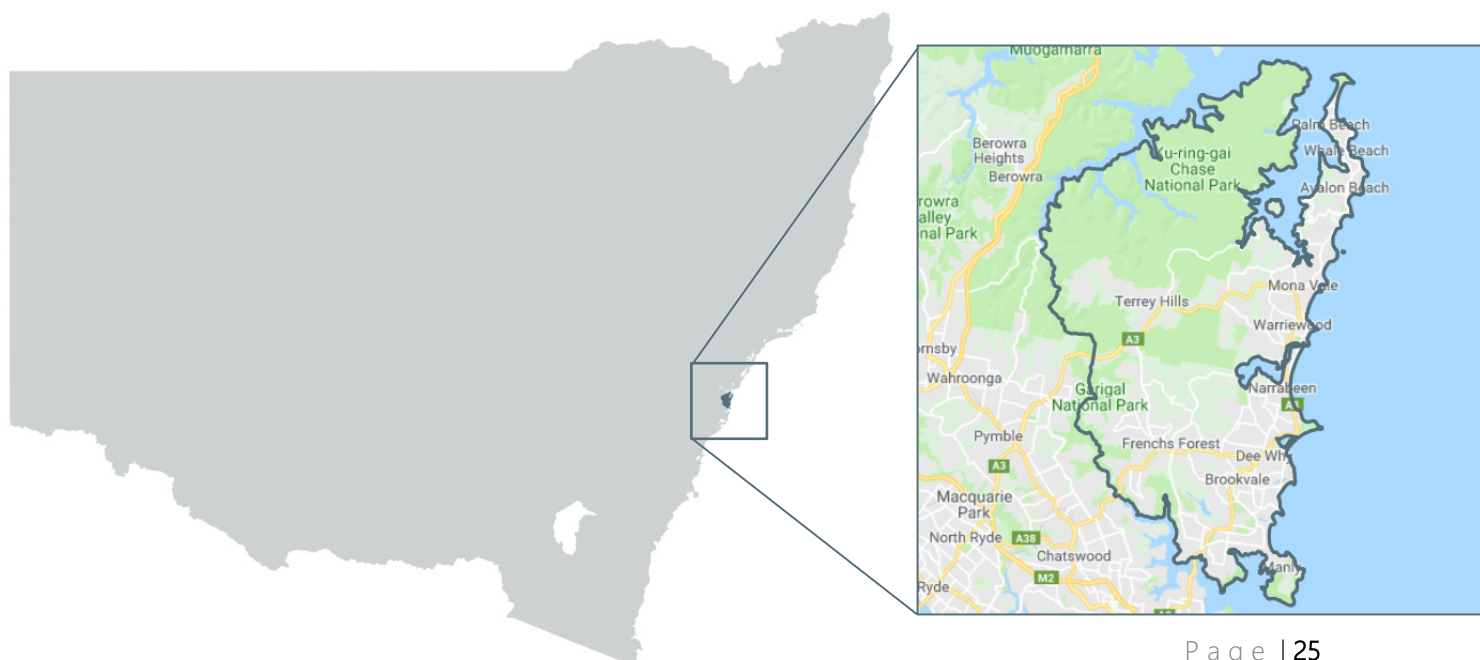 Muogamarra
Palm Beach
Berowra
Heights
Ku-ring-gai
Chase
National Park
Whale Beach
Berowra
Avalon Beach
rowra
alley
nal Park
Mona Vale
Terrey Hills
Warriewood
A3
ornsby
Wahroonga
Garigal
National Park
Narrabeen
A8
Pymble
Frenchs Forest
Dee Why
A3
Brookvale
Macquarie
Park
North Ryde
A38
Chatswood
Manly
M2
Ryde
Page | 25